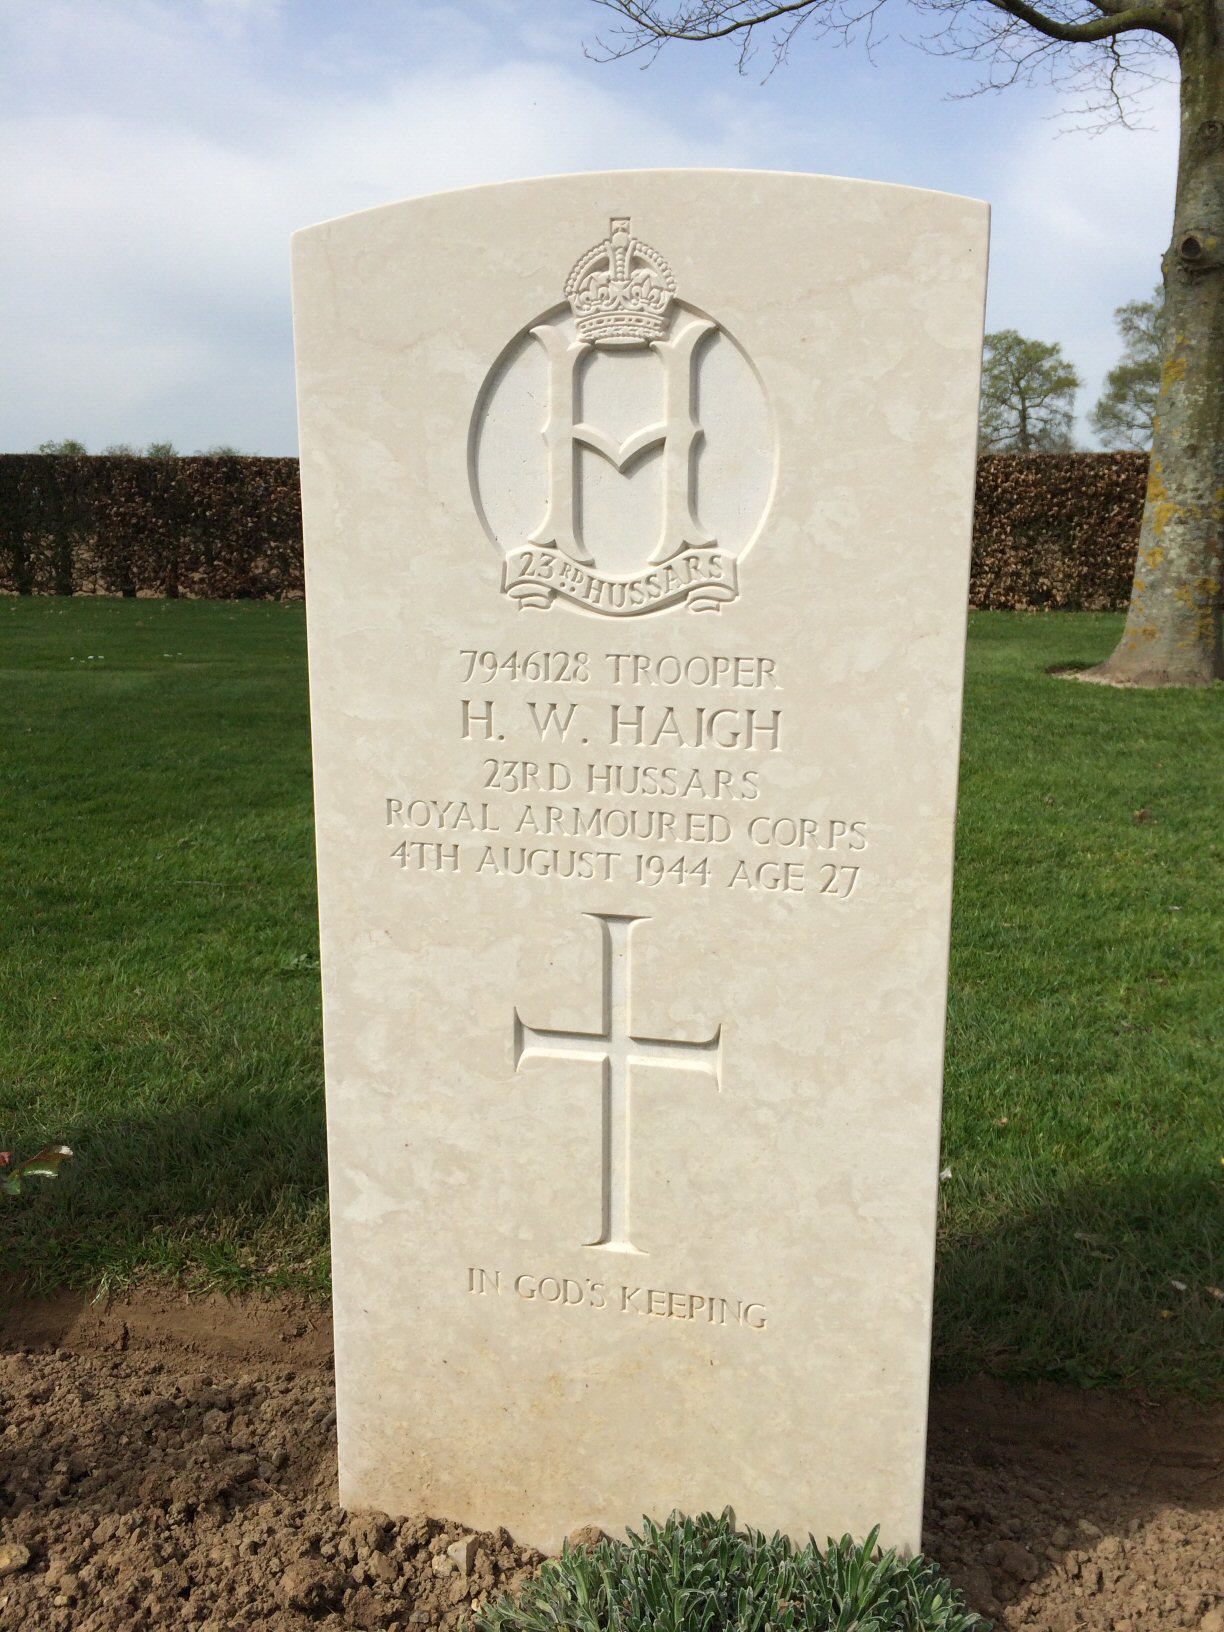 H
23RD HUSSARS
7946128 TROOPER
H. W. HAIGH
23RD HUSSARS
ROYAL ARMOURED CORPS
4TH AUGUST 1944 AGE 27
IN GOD'S KEEPING